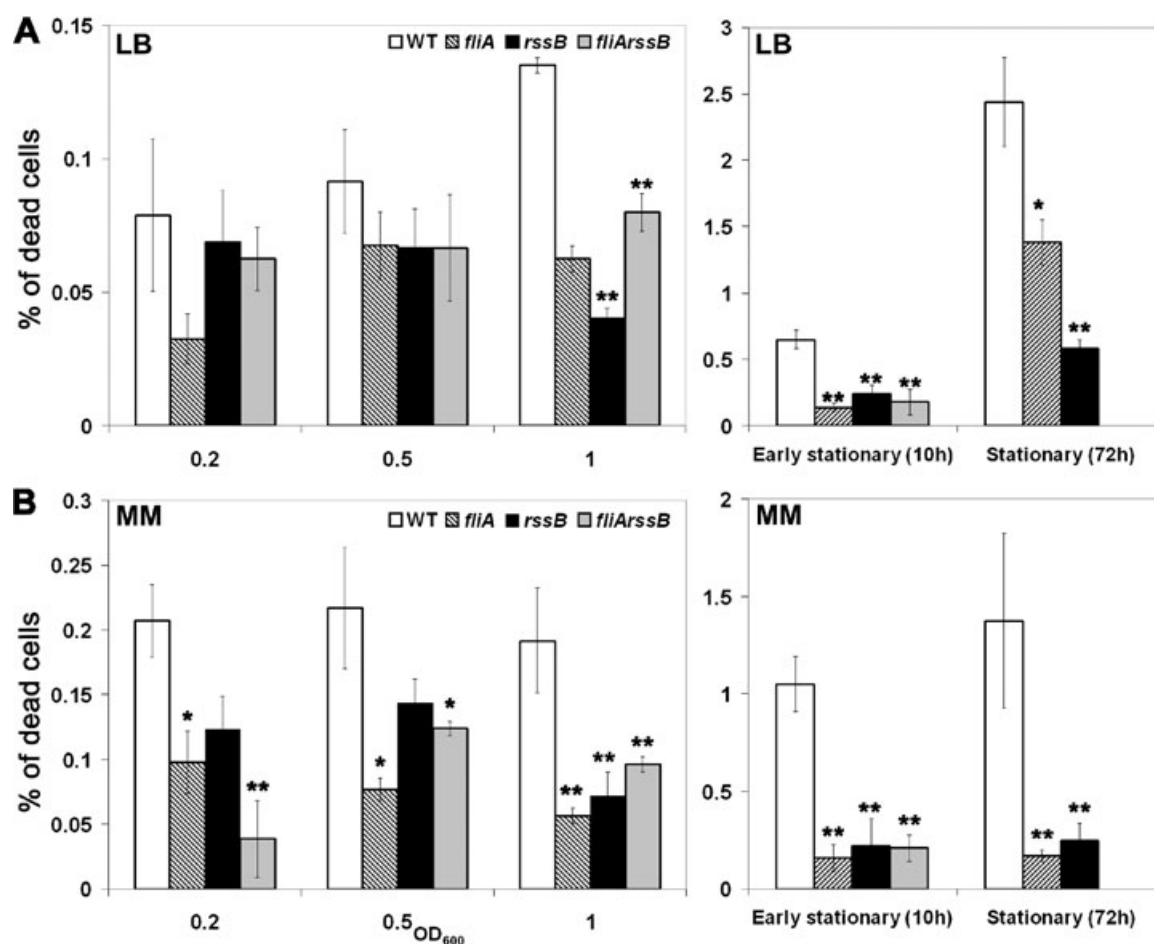 A
LB
WT fliA rssB fliArssB
% of dead cells
0.15
0.1
0.05
0
**
**
0.2
0.5
1
LB
3
2.5
2
1.5
1
0.5
0
** ** **
*
**
Early stationary (10h)
Stationary (72h)
B
MM
WT fliA rssB fliArssB
% of dead cells
0.3
0.25
0.2
0.15
0.1
0.05
0
*
**
*
*
** ** **
0.2
0.5
1
OD600
MM
2
1.5
1
0.5
0
** ** **
** **
Early stationary (10h)
Stationary (72h)